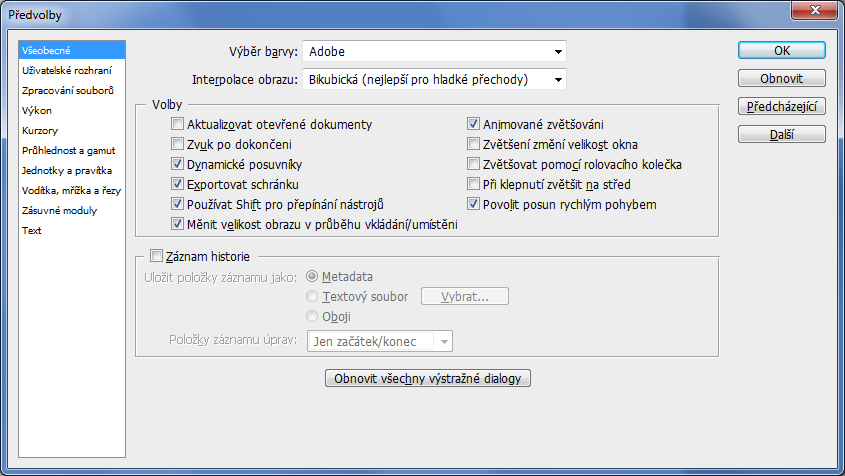 Předvolby
Všeobecné
Uživatelské rozhraní
Zpracování souborů
Výkon
Kurzory
Průhlednost a gamut
Jednotky a pravítka
Vodítka, mřížka a řezy
Zásuvné moduly
Text
Výběr barvy: Adobe
Interpolace obrazu: Bikubická (nejlepší pro hladké přechody)
Volby
Aktualizovat otevřené dokumenty
Zvuk po dokončeni
Dynamické posuvníky
Exportovat schránku
Používat Shift pro přepínání nástrojů
Měnit velikost obrazu v průběhu vkládání/umístěni
Animované zvětšováni
Zvětšení změní velikost okna
Zvětšovat pomocí rolovacího kolečka
Při klepnutí zvětšit na střed
Povolit posun rychlým pohybem
Záznam historie
Uložit položky záznamu jako: Metadata
Textový soubor Vybrat...
Oboji
Položky záznamu úprav: Jen začátek/konec
Obnovit všechny výstražné dialogy
OK
Obnovit
Předcházející
Další